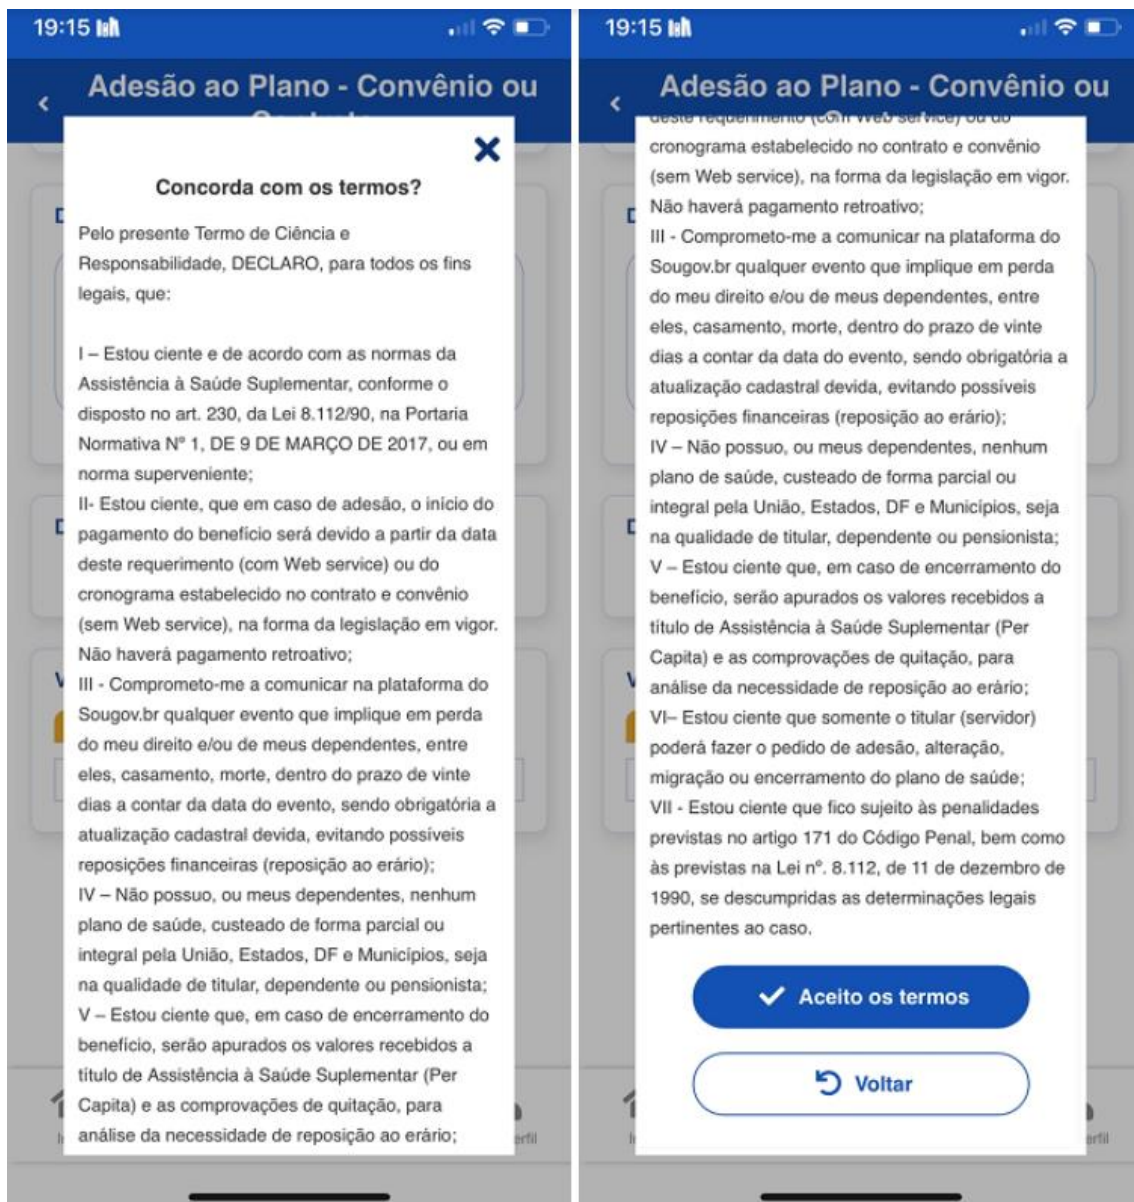 19:15
Adesão ao Plano - Convênio ou
Concorda com os termos?
Pelo presente Termo de Ciência e
Responsabilidade, DECLARO, para todos os fins
legais, que:
I – Estou ciente e de acordo com as normas da
Assistência à Saúde Suplementar, conforme o
disposto no art. 230, da Lei 8.112/90, na Portaria
Normativa Nº 1, DE 9 DE MARÇO DE 2017, ou em
norma superveniente;
II- Estou ciente, que em caso de adesão, o início do
pagamento do benefício será devido a partir da data
deste requerimento (com Web service) ou do
cronograma estabelecido no contrato e convênio
(sem Web service), na forma da legislação em vigor.
Não haverá pagamento retroativo;
III - Comprometo-me a comunicar na plataforma do
Sougov.br qualquer evento que implique em perda
do meu direito e/ou de meus dependentes, entre
eles, casamento, morte, dentro do prazo de vinte
dias a contar da data do evento, sendo obrigatória a
atualização cadastral devida, evitando possíveis
reposições financeiras (reposição ao erário);
IV – Não possuo, ou meus dependentes, nenhum
plano de saúde, custeado de forma parcial ou
integral pela União, Estados, DF e Municípios, seja
na qualidade de titular, dependente ou pensionista;
V – Estou ciente que, em caso de encerramento do
benefício, serão apurados os valores recebidos a
título de Assistência à Saúde Suplementar (Per
Capita) e as comprovações de quitação, para
análise da necessidade de reposição ao erário;
19:15
Adesão ao Plano - Convênio ou
deste requerimento (com Web service) ou do
cronograma estabelecido no contrato e convênio
(sem Web service), na forma da legislação em vigor.
Não haverá pagamento retroativo;
III - Comprometo-me a comunicar na plataforma do
Sougov.br qualquer evento que implique em perda
do meu direito e/ou de meus dependentes, entre
eles, casamento, morte, dentro do prazo de vinte
dias a contar da data do evento, sendo obrigatória a
atualização cadastral devida, evitando possíveis
reposições financeiras (reposição ao erário);
IV – Não possuo, ou meus dependentes, nenhum
plano de saúde, custeado de forma parcial ou
integral pela União, Estados, DF e Municípios, seja
na qualidade de titular, dependente ou pensionista;
V – Estou ciente que, em caso de encerramento do
benefício, serão apurados os valores recebidos a
título de Assistência à Saúde Suplementar (Per
Capita) e as comprovações de quitação, para
análise da necessidade de reposição ao erário;
VI– Estou ciente que somente o titular (servidor)
poderá fazer o pedido de adesão, alteração,
migração ou encerramento do plano de saúde;
VII - Estou ciente que fico sujeito às penalidades
previstas no artigo 171 do Código Penal, bem como
às previstas na Lei nº. 8.112, de 11 de dezembro de
1990, se descumpridas as determinações legais
pertinentes ao caso.
Aceito os termos
Voltar